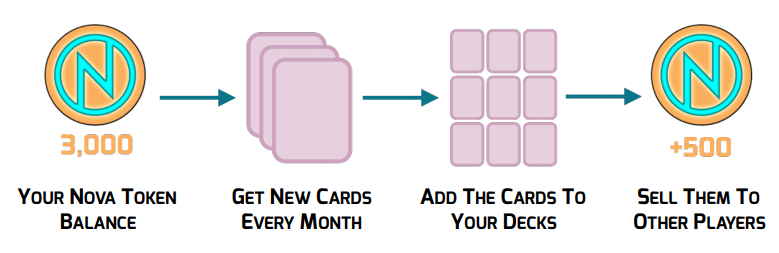 3,000
+500
YOUR NOVA TOKEN
BALANCE
GET NEW CARDS
EVERY MONTH
ADD THE CARDS TO
YOUR DECKS
SELL THEM TO
OTHER PLAYERS